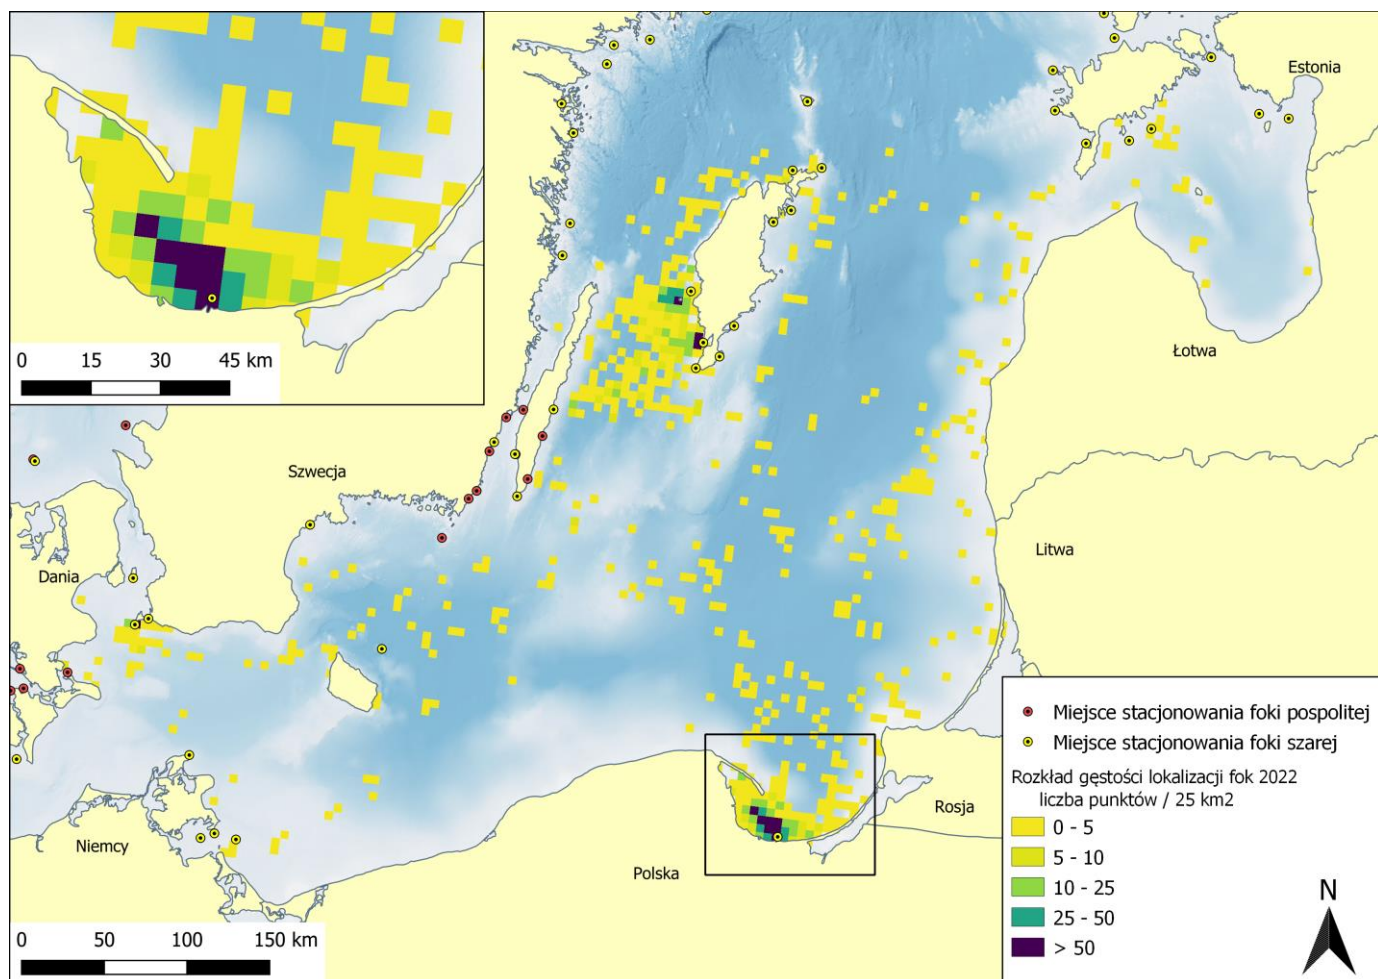 0 15 30 45 km
Estonia
Łotwa
Szwecja
Litwa
Dania
Rosja
Niemcy
Polska
0 50 100 150 km
Miejsce stacjonowania foki pospolitej
Miejsce stacjonowania foki szarej
Rozkład gęstości lokalizacji fok 2022
liczba punktów / 25 km2
0 - 5
5 - 10
10 - 25
25 - 50
> 50
N